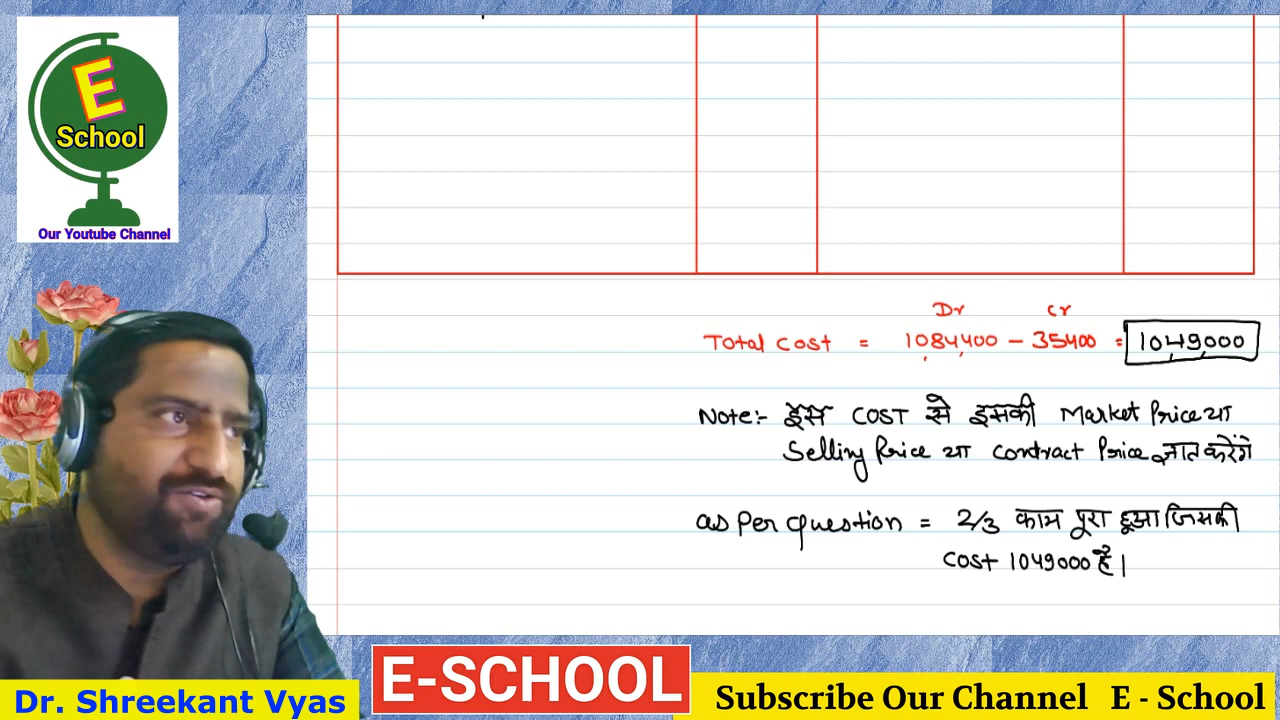 E
School
Our Youtube Channel
Dr Cr
Total Cost = 1084400 - 35400 = 1049000
Note:- इस COST से इसकी Market Price या
Selling Price या Contract Price ज्ञात करेंगे
as Per question = 2/3 काम पूरा हुआ जिसकी
Cost 1049000 है।
E-SCHOOL
Dr. Shreekant Vyas
Subscribe Our Channel E - School